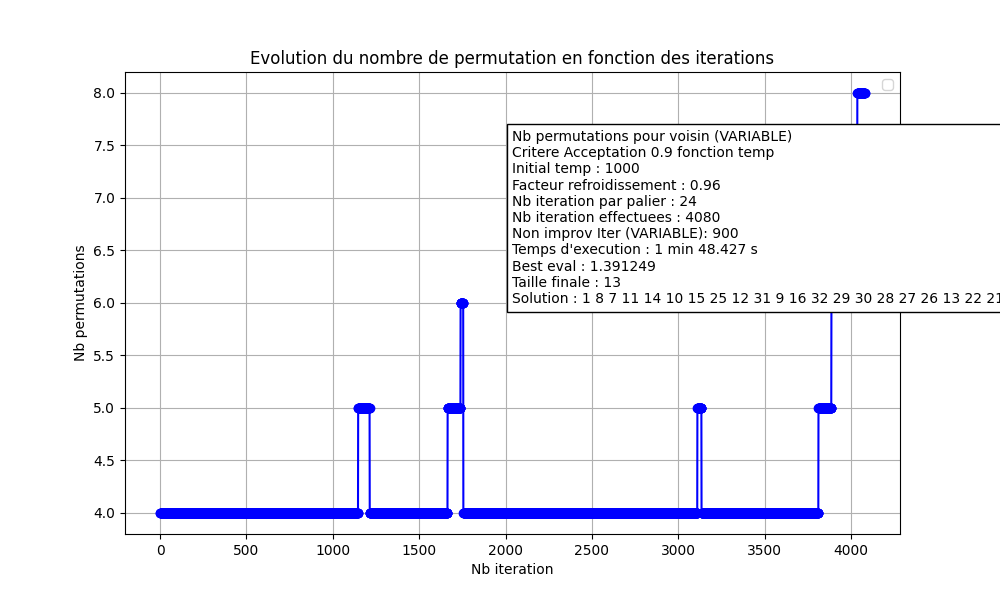 Evolution du nombre de permutation en fonction des iterations
8.0
7.5
7.0
6.5
6.0
5.5
5.0
4.5
4.0
Nb permutations
Nb permutations pour voisin (VARIABLE)
Critere Acceptation 0.9 fonction temp
Initial temp : 1000
Facteur refroidissement : 0.96
Nb iteration par palier : 24
Nb iteration effectuees : 4080
Non improv Iter (VARIABLE): 900
Temps d'execution : 1 min 48.427 s
Best eval : 1.391249
Taille finale : 13
Solution : 1 8 7 11 14 10 15 25 12 31 9 16 32 29 30 28 27 26 13 22 21
0 500 1000 1500 2000 2500 3000 3500 4000
Nb iteration